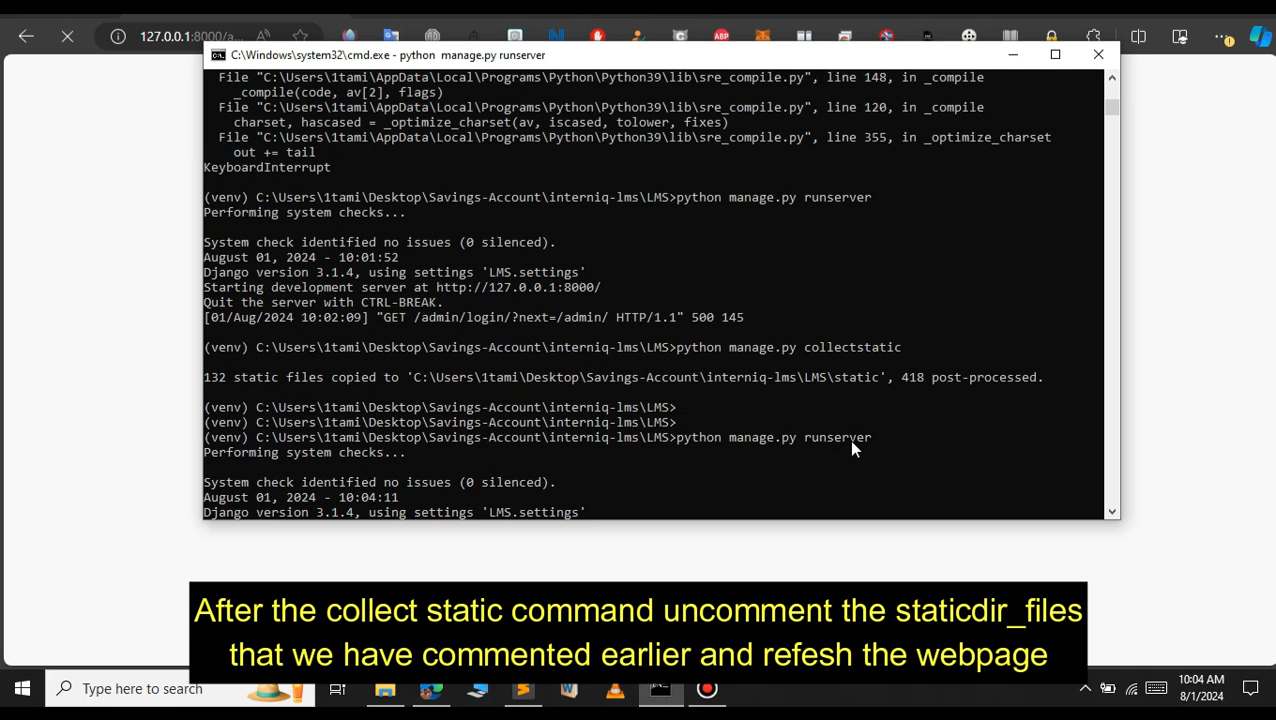 127.0.0.1:8000/a...
C:\Windows\system32\cmd.exe - python  manage.py runserver
File "C:\Users\1tami\AppData\Local\Programs\Python\Python39\lib\sre_compile.py", line 148, in _compile
_compile(code, av[2], flags)
File "C:\Users\1tami\AppData\Local\Programs\Python\Python39\lib\sre_compile.py", line 120, in _compile
charset, hascased = _optimize_charset(av, iscased, tolower, fixes)
File "C:\Users\1tami\AppData\Local\Programs\Python\Python39\lib\sre_compile.py", line 355, in _optimize_charset
out += tail
KeyboardInterrupt
(venv) C:\Users\1tami\Desktop\Savings-Account\interniq-lms\LMS>python manage.py runserver
Performing system checks...
System check identified no issues (0 silenced).
August 01, 2024 - 10:01:52
Django version 3.1.4, using settings 'LMS.settings'
Starting development server at http://127.0.0.1:8000/
Quit the server with CTRL-BREAK.
[01/Aug/2024 10:02:09] "GET /admin/login/?next=/admin/ HTTP/1.1" 500 145
(venv) C:\Users\1tami\Desktop\Savings-Account\interniq-lms\LMS>python manage.py collectstatic
132 static files copied to 'C:\Users\1tami\Desktop\Savings-Account\interniq-lms\LMS\static', 418 post-processed.
(venv) C:\Users\1tami\Desktop\Savings-Account\interniq-lms\LMS>
(venv) C:\Users\1tami\Desktop\Savings-Account\interniq-lms\LMS>
(venv) C:\Users\1tami\Desktop\Savings-Account\interniq-lms\LMS>python manage.py runserver
Performing system checks...
System check identified no issues (0 silenced).
August 01, 2024 - 10:04:11
Django version 3.1.4, using settings 'LMS.settings'
After the collect static command uncomment the staticdir_files
that we have commented earlier and refesh the webpage
Type here to search
10:04 AM
8/1/2024